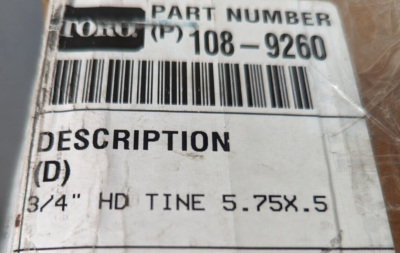 TORO. PART NUMBER
(P) 108-9260
DESCRIPTION
(D)
3/4" HD TINE 5.75X.5